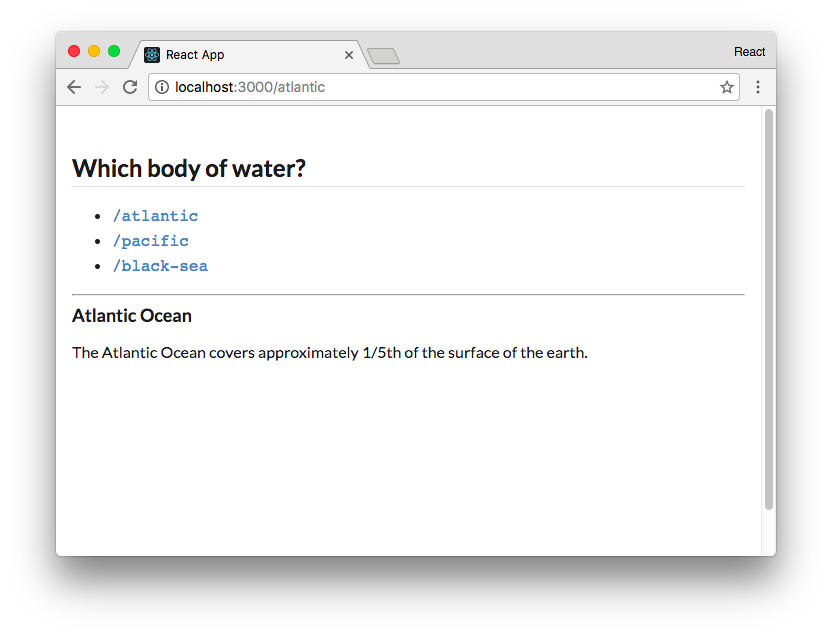 React App
React
localhost:3000/atlantic
Which body of water?
/atlantic
/pacific
/black-sea
Atlantic Ocean
The Atlantic Ocean covers approximately 1/5th of the surface of the earth.